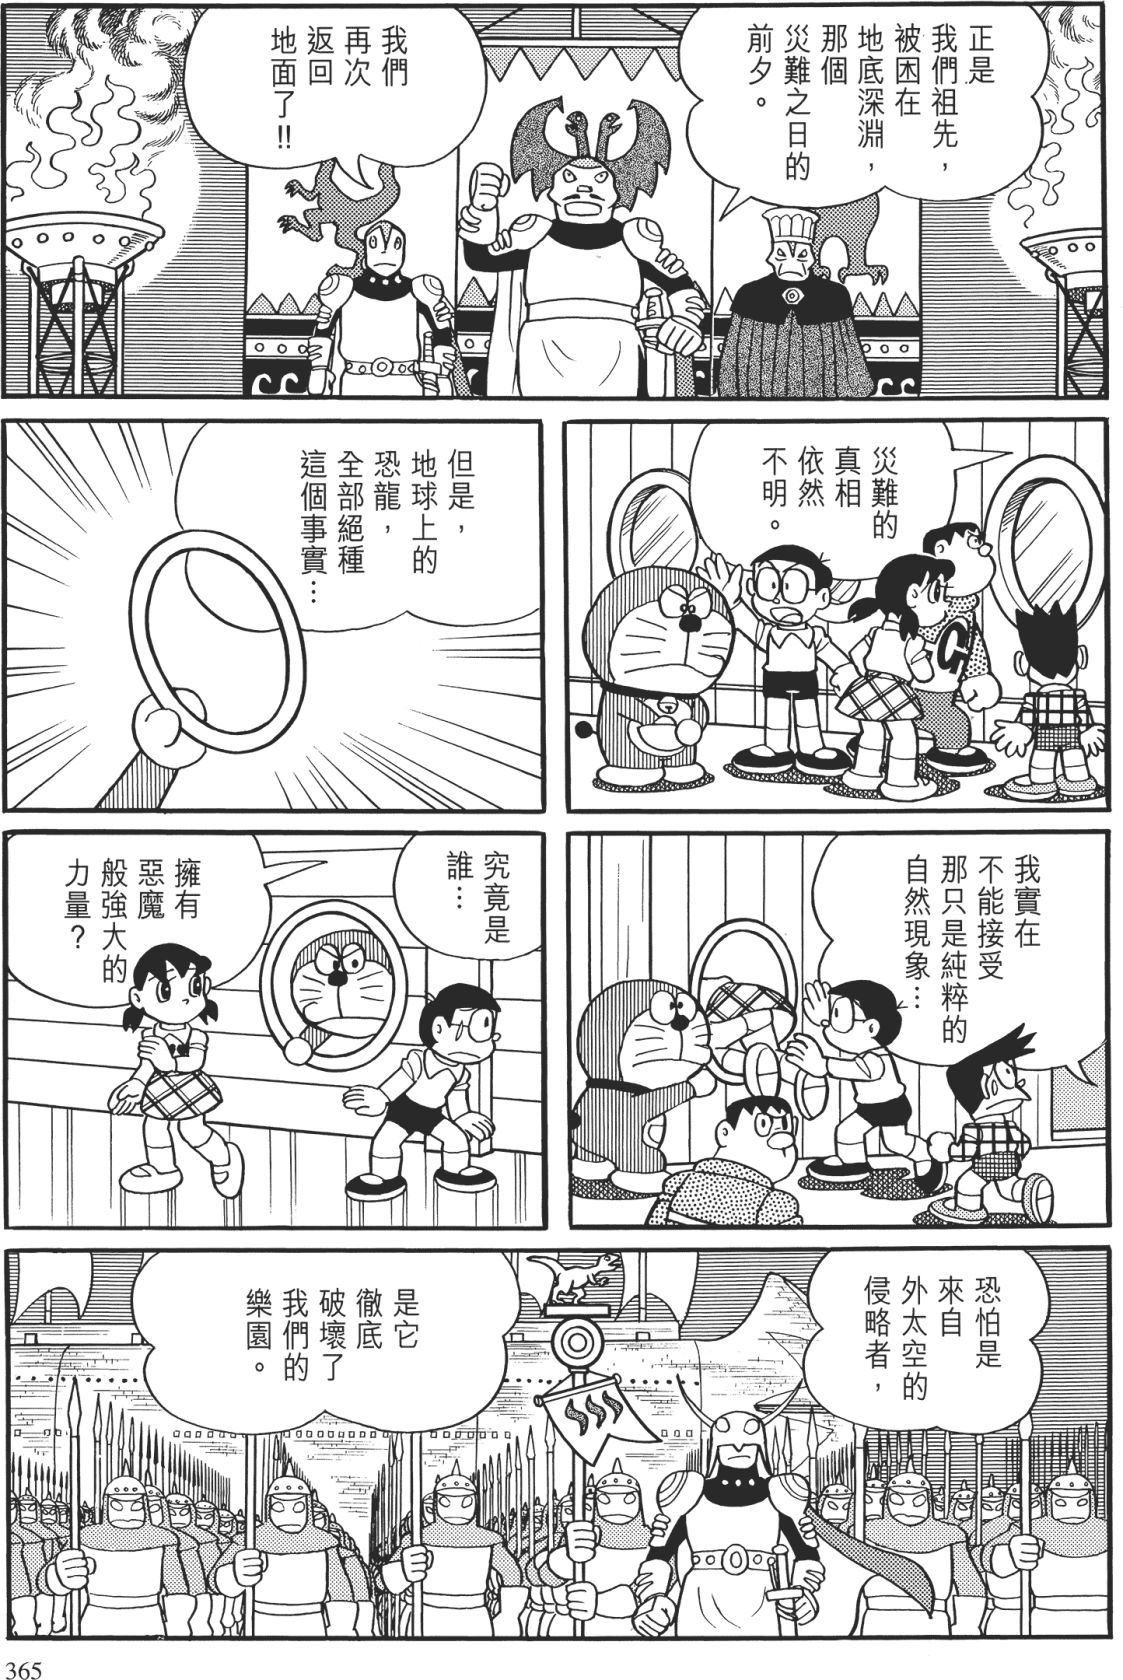 正是
我們祖先，
被困在
地底深淵，
那個
災難之日的
前夕。
我們
再次
返回
地面了!!
災難的
真相
依然
不明。
但是，
地球上的
恐龍，
全部絕種
這個事實…
我實在
不能接受
那只是純粹的
自然現象…
究竟是
誰…
擁有
惡魔
般強大的
力量？
恐怕是
來自
外太空的
侵略者，
是它
徹底
破壞了
我們的
樂園。
G
365